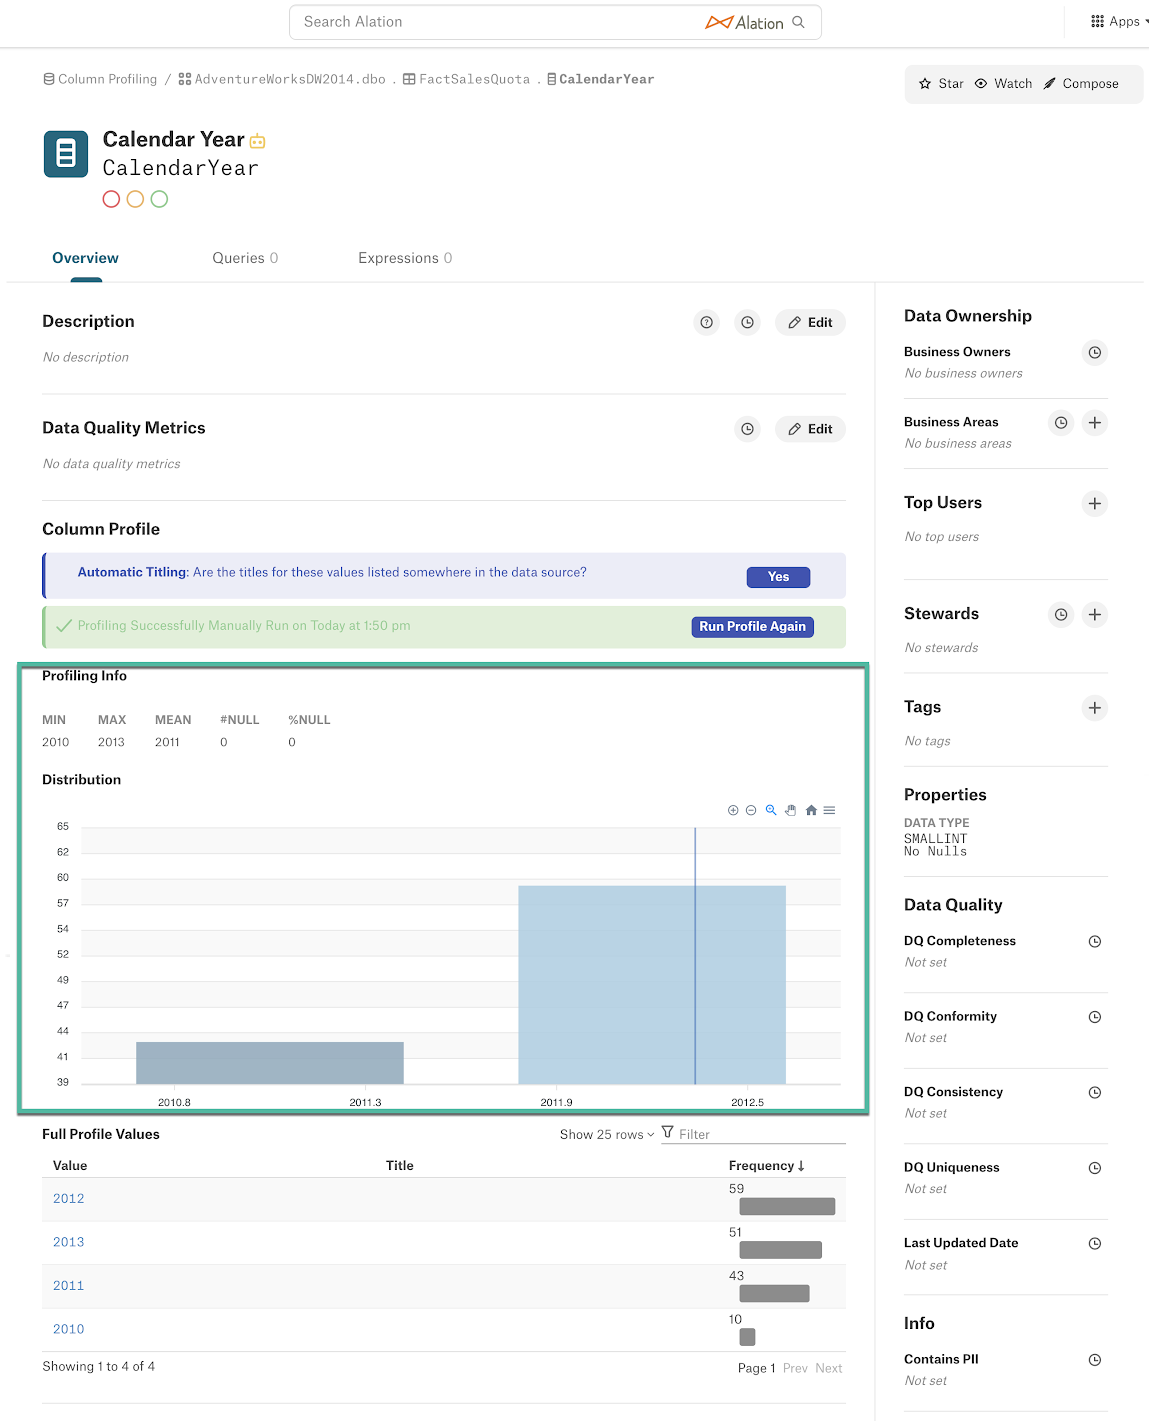 Search Alation
Alation
Apps
Column Profiling / AdventureWorksDW2014.dbo . FactSalesQuota . CalendarYear
Star Watch Compose
Calendar Year
CalendarYear
Overview
Queries 0
Expressions 0
Description
Edit
No description
Data Quality Metrics
Edit
No data quality metrics
Column Profile
Automatic Titling: Are the titles for these values listed somewhere in the data source?
Yes
Profiling Successfully Manually Run on Today at 1:50 pm
Run Profile Again
Profiling Info
MIN MAX MEAN #NULL %NULL
2010 2013 2011 0 0
Distribution
65
62
60
57
54
52
49
47
44
41
39
2010.8 2011.3 2011.9 2012.5
Full Profile Values
Show 25 rows
Filter
Value Title Frequency↓
2012 59
2013 51
2011 43
2010 10
Showing 1 to 4 of 4
Page 1 Prev Next
Data Ownership
Business Owners
No business owners
Business Areas
No business areas
Top Users
No top users
Stewards
No stewards
Tags
No tags
Properties
DATA TYPE
SMALLINT
No Nulls
Data Quality
DQ Completeness
Not set
DQ Conformity
Not set
DQ Consistency
Not set
DQ Uniqueness
Not set
Last Updated Date
Not set
Info
Contains PII
Not set